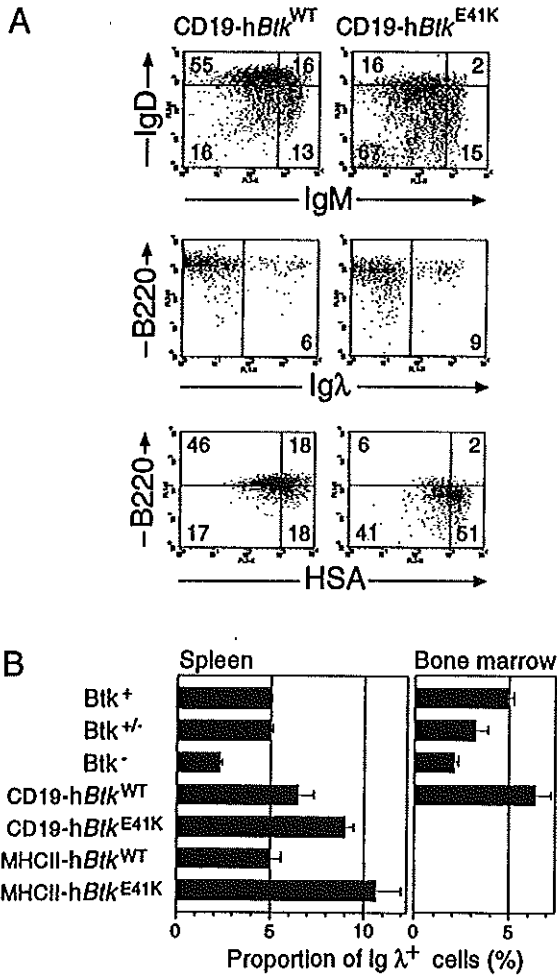 A
CD19-hBtkWT CD19-hBtkE41K
55 16
16 13
16 2
67 15
IgD
IgM
6
9
B220
Igλ
46 18
17 18
6 2
41 51
B220
HSA
B
Spleen Bone marrow
Btk+
Btk+/-
Btk-
CD19-hBtkWT
CD19-hBtkE41K
MHCII-hBtkWT
MHCII-hBtkE41K
0 5 10 0 5
Proportion of Ig λ+ cells (%)